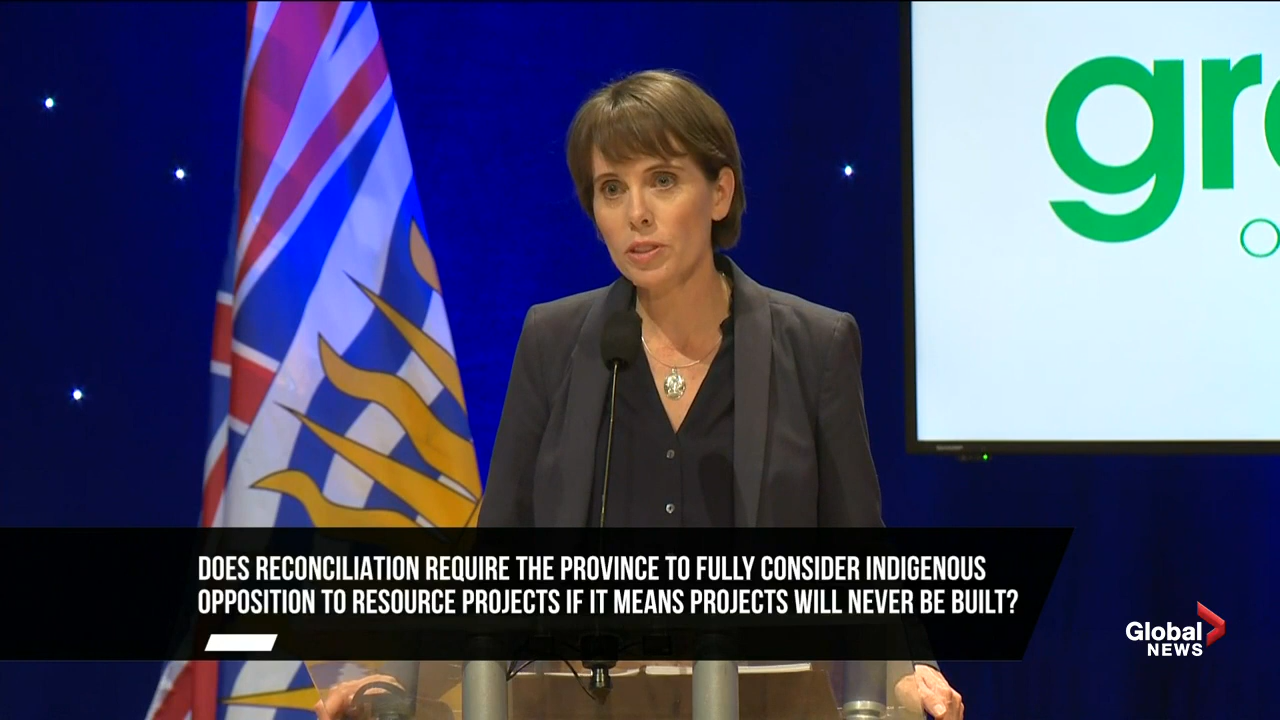 gre
DOES RECONCILIATION REQUIRE THE PROVINCE TO FULLY CONSIDER INDIGENOUS
OPPOSITION TO RESOURCE PROJECTS IF IT MEANS PROJECTS WILL NEVER BE BUILT?
Global
NEWS